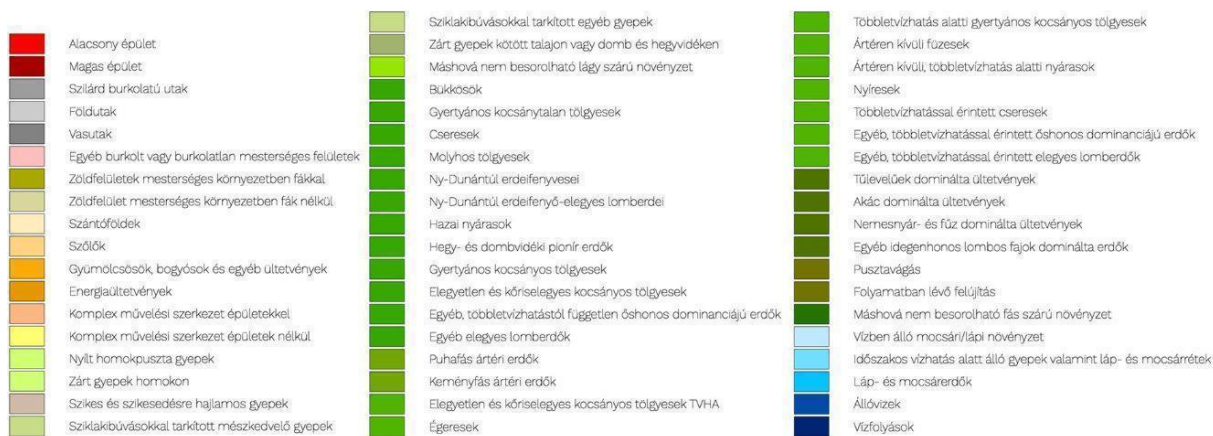 Alacsony épület
Magas épület
Szilárd burkolatú utak
Földutak
Vasutak
Egyéb burkolt vagy burkolatlan mesterséges felületek
Zöldfelületek mesterséges környezetben fákkal
Zöldfelület mesterséges környezetben fák nélkül
Szántóföldek
Szőlők
Gyümölcsösök, bogyósok és egyéb ültetvények
Energiaültetvények
Komplex művelési szerkezet épületekkel
Komplex művelési szerkezet épületek nélkül
Nyílt homokpuszta gyepek
Zárt gyepek homokon
Szikes és szikesedésre hajlamos gyepek
Sziklakibúvásokkal tarkított mészkedvelő gyepek
Sziklakibúvásokkal tarkított egyéb gyepek
Zárt gyepek kötött talajon vagy domb és hegyvidéken
Máshová nem besorolható lágy szárú növényzet
Bükkösök
Gyertyános kocsánytalan tölgyesek
Cseresek
Molyhos tölgyesek
Ny-Dunántúl erdeifenyvesei
Ny-Dunántúl erdeifenyő-elegyes lomberdei
Hazai nyárasok
Hegy- és dombvidéki pionír erdők
Gyertyános kocsányos tölgyesek
Elegyetlen és kőriselegyes kocsányos tölgyesek
Egyéb, többletvízhatástól független őshonos dominanciájú erdők
Egyéb elegyes lomberdők
Puhafás ártéri erdők
Keményfás ártéri erdők
Elegyetlen és kőriselegyes kocsányos tölgyesek TVHA
Égeresek
Többletvízhatás alatti gyertyános kocsányos tölgyesek
Ártéren kívüli füzesek
Ártéren kívüli, többletvízhatás alatti nyárasok
Nyíresek
Többletvízhatással érintett cseresek
Egyéb, többletvízhatással érintett őshonos dominanciájú erdők
Egyéb, többletvízhatással érintett elegyes lomberdők
Tűlevelűek dominálta ültetvények
Akác dominálta ültetvények
Nemesnyár- és fűz dominálta ültetvények
Egyéb idegenhonos lombos fajok dominálta erdők
Pusztavágás
Folyamatban lévő felújítás
Máshová nem besorolható fás szárú növényzet
Vízben álló mocsári/lápi növényzet
Időszakos vízhatás alatt álló gyepek valamint láp- és mocsárrétek
Láp- és mocsárerdők
Állóvizek
Vízfolyások